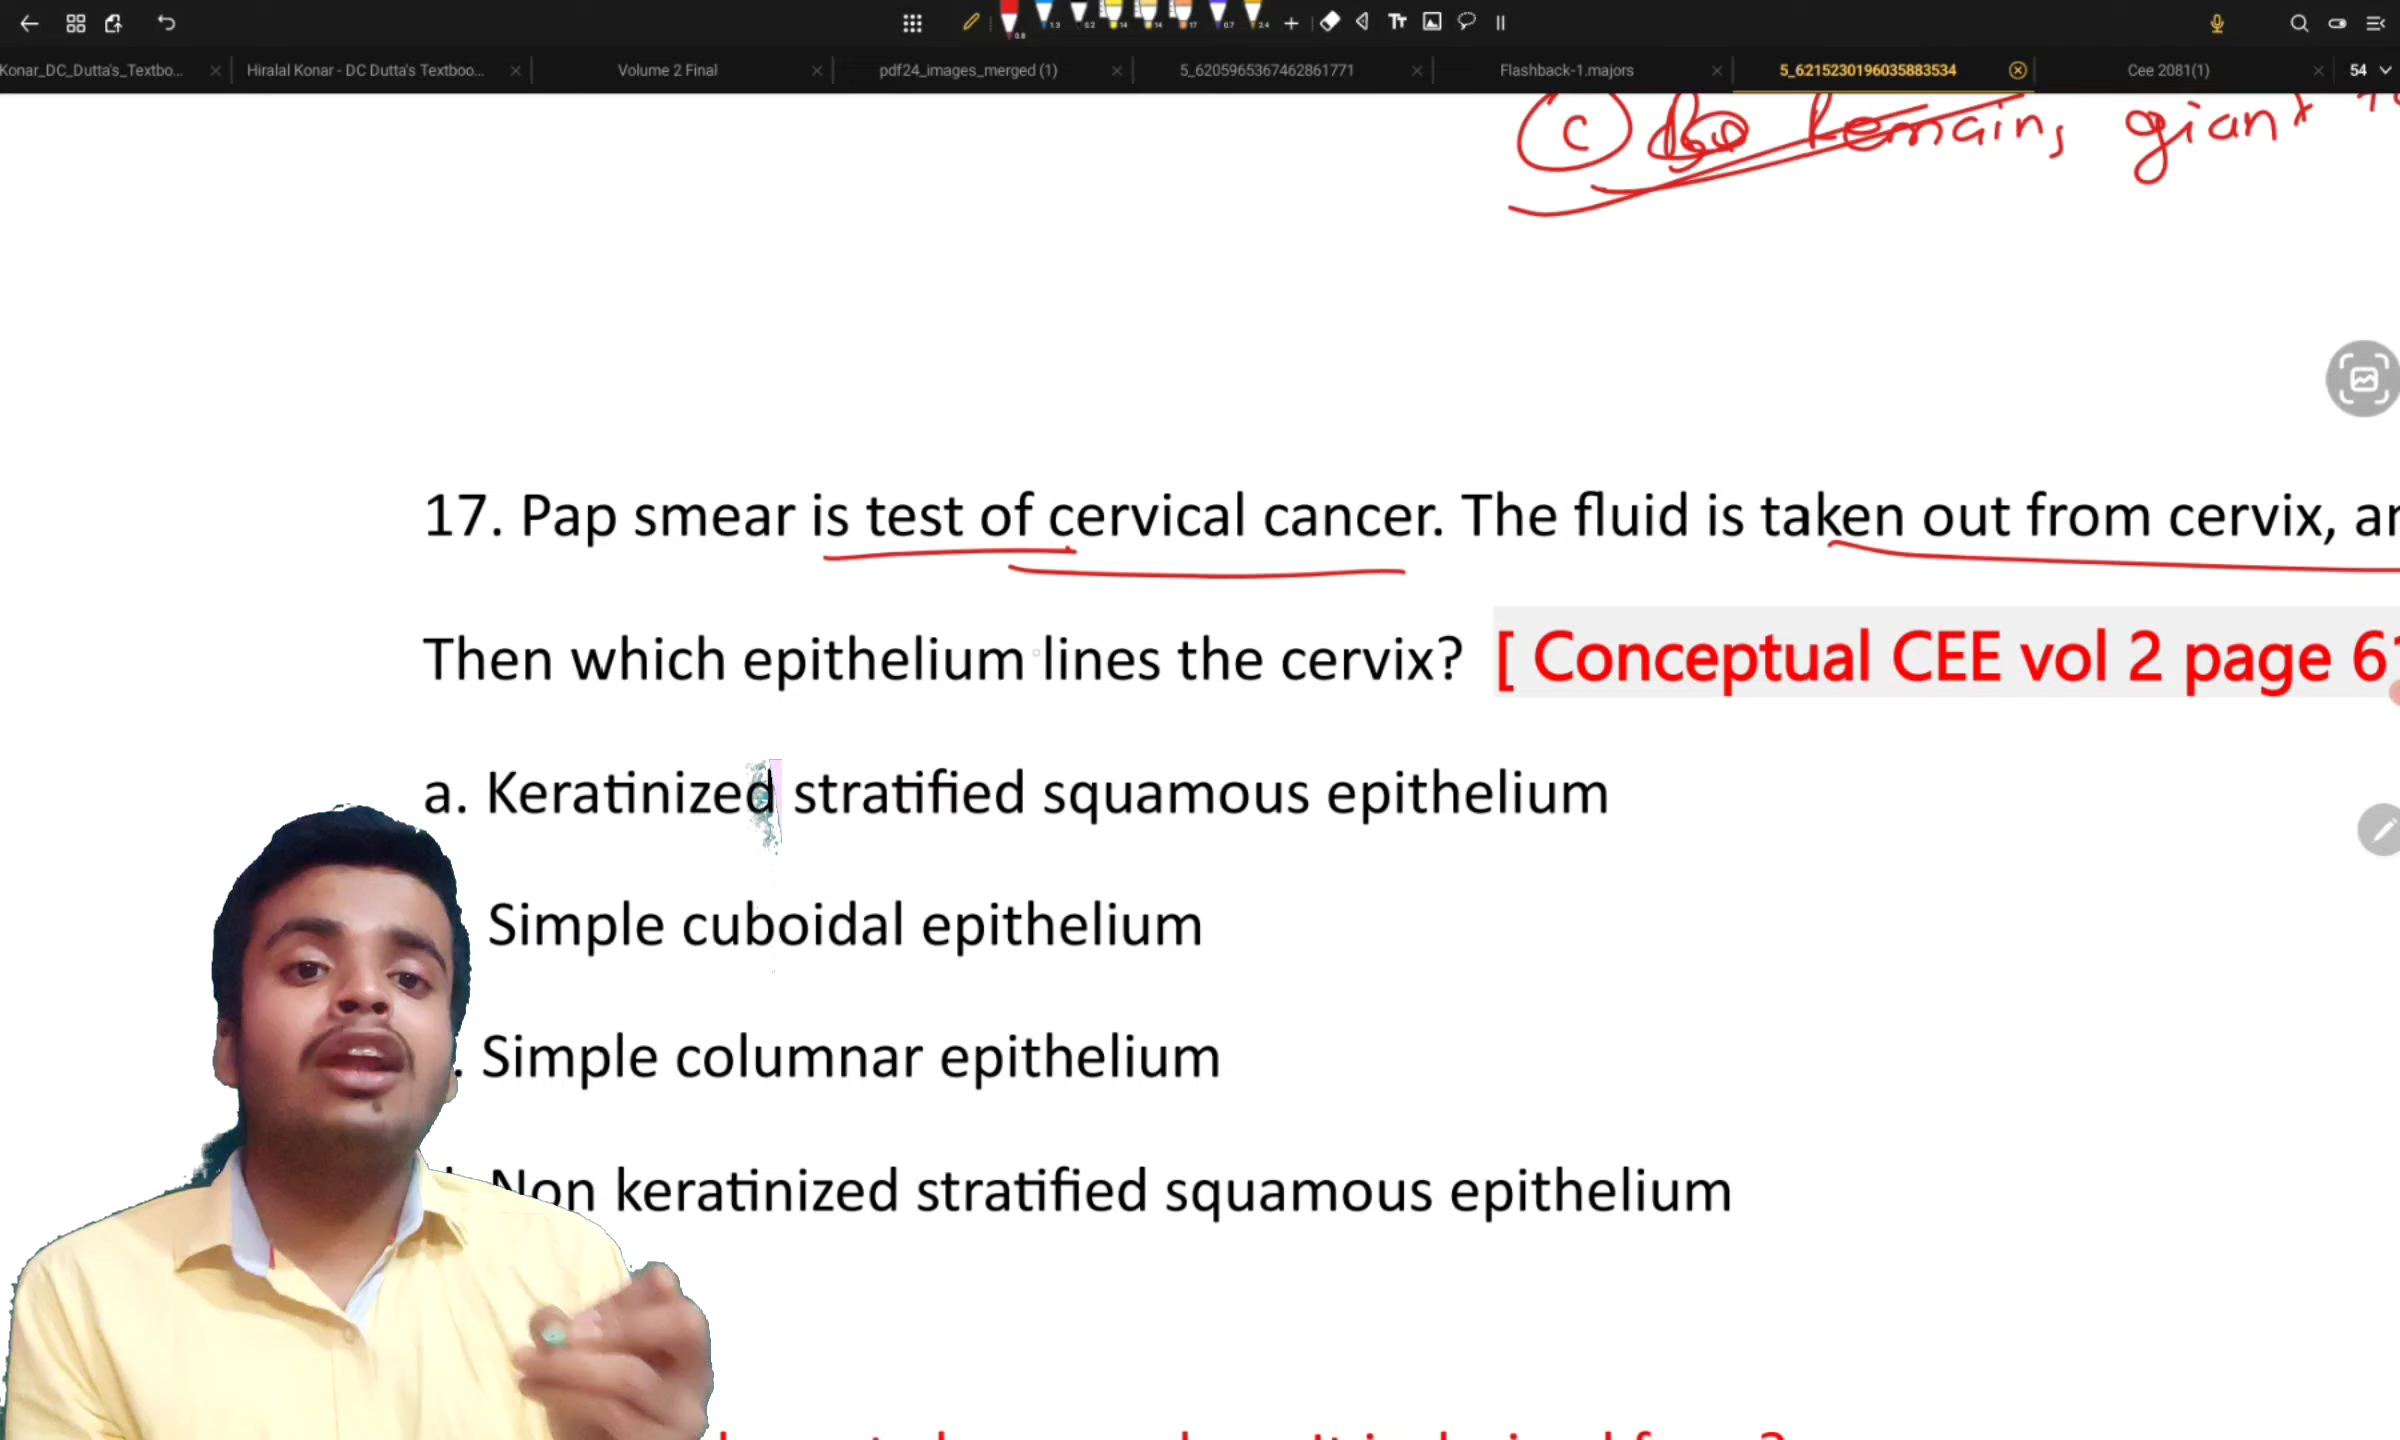 Konar_DC_Dutta's_Textbo...
Hiralal Konar - DC Dutta's Textboo...
Volume 2 Final
pdf24_images_merged (1)
5_6205965367462861771
Flashback-1.majors
5_6215230196035883534
Cee 2081(1)
54
C remain, giant
17. Pap smear is test of cervical cancer. The fluid is taken out from cervix,
Then which epithelium lines the cervix? [ Conceptual CEE vol 2 page
a. Keratinized stratified squamous epithelium
Simple cuboidal epithelium
. Simple columnar epithelium
Non keratinized stratified squamous epithelium